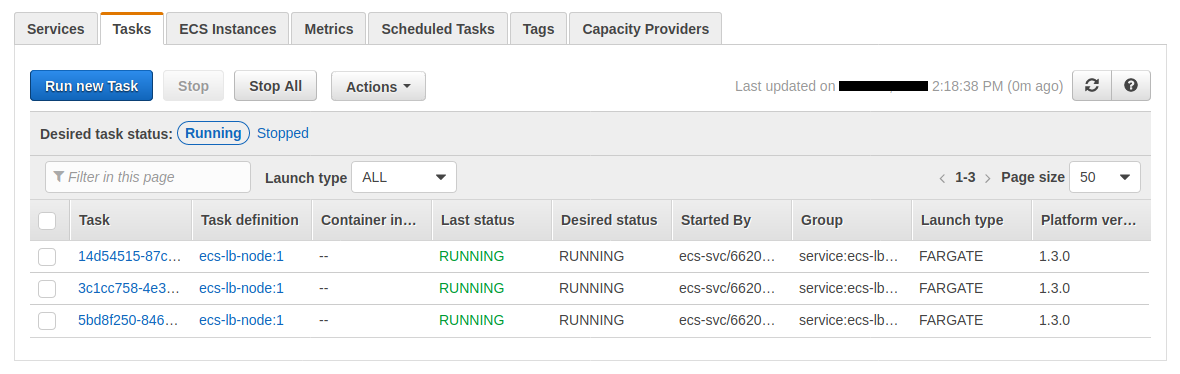 Services Tasks ECS Instances Metrics Scheduled Tasks Tags Capacity Providers
Run new Task Stop Stop All Actions Last updated on 2:18:38 PM (0m ago)
Desired task status: Running Stopped
Filter in this page Launch type ALL 1-3 Page size 50
Task Task definition Container in... Last status Desired status Started By Group Launch type Platform ver...
14d54515-87c... ecs-lb-node:1 -- RUNNING RUNNING ecs-svc/6620... service:ecs-lb... FARGATE 1.3.0
3c1cc758-4e3... ecs-lb-node:1 -- RUNNING RUNNING ecs-svc/6620... service:ecs-lb... FARGATE 1.3.0
5bd8f250-846... ecs-lb-node:1 -- RUNNING RUNNING ecs-svc/6620... service:ecs-lb... FARGATE 1.3.0